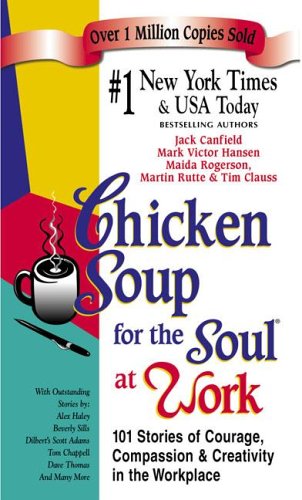 Over 1 Million Copies Sold
#1 New York Times
& USA Today
BESTSELLING AUTHORS
Jack Canfield
Mark Victor Hansen
Maida Rogerson,
Martin Rutte & Tim Clauss
Chicken
Soup
for the Soul®
at Work
101 Stories of Courage,
Compassion & Creativity
in the Workplace
With Outstanding
Stories by:
Alex Haley
Beverly Sills
Dilbert's Scott Adams
Tom Chappell
Dave Thomas
And Many More